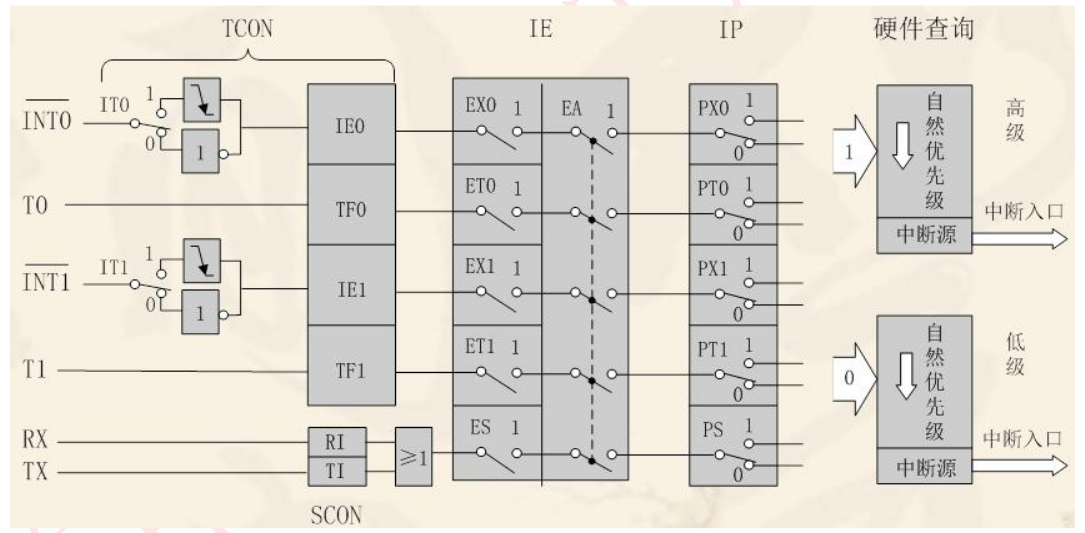 TCON IE IP 硬件查询
INT0 IT0 1 0 1 IE0 EX0 1 EA 1 PX0 1 0 1 自然优先级 高级
T0 TF0 ET0 1 PT0 1 0 中断源 中断入口
INT1 IT1 1 0 1 IE1 EX1 1 PX1 1 0
T1 TF1 ET1 1 PT1 1 0 0 自然优先级 低级
RX RI ≥1 ES 1 PS 1 0 中断源 中断入口
TX TI
SCON